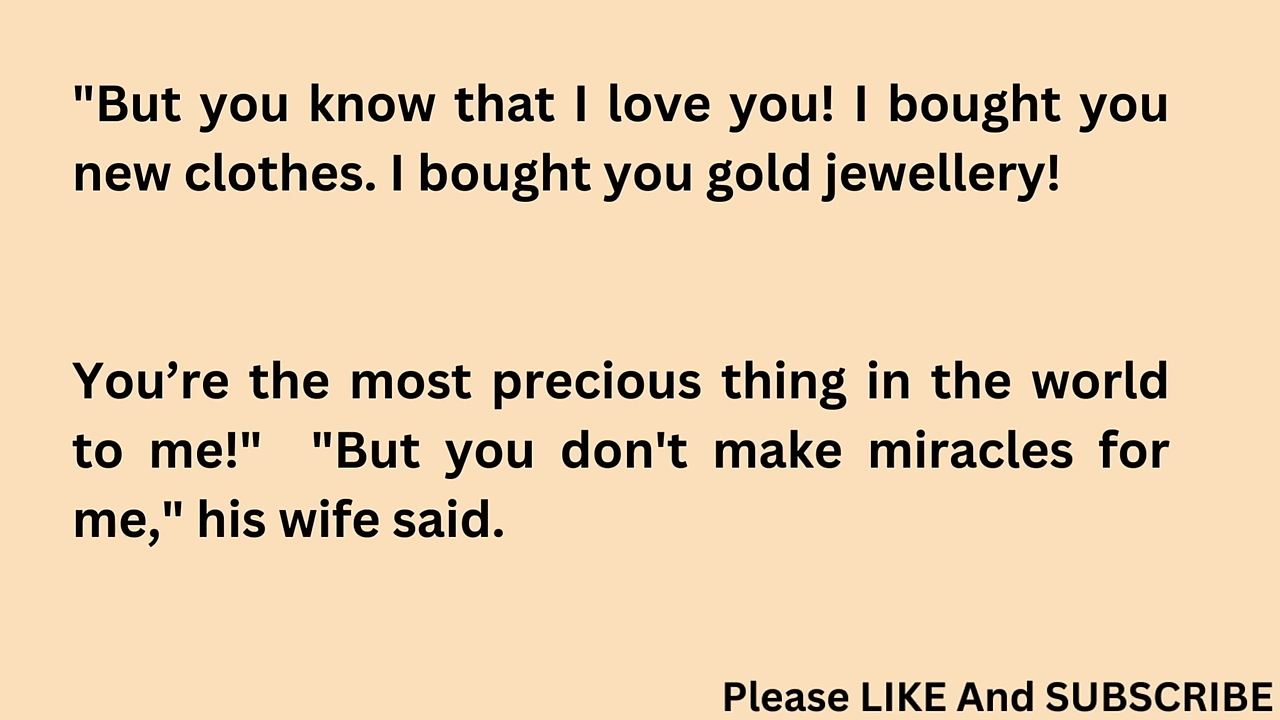 "But you know that I love you! I bought you
new clothes. I bought you gold jewellery!
You’re the most precious thing in the world
to me!"  "But you don't make miracles for
me," his wife said.
Please LIKE And SUBSCRIBE